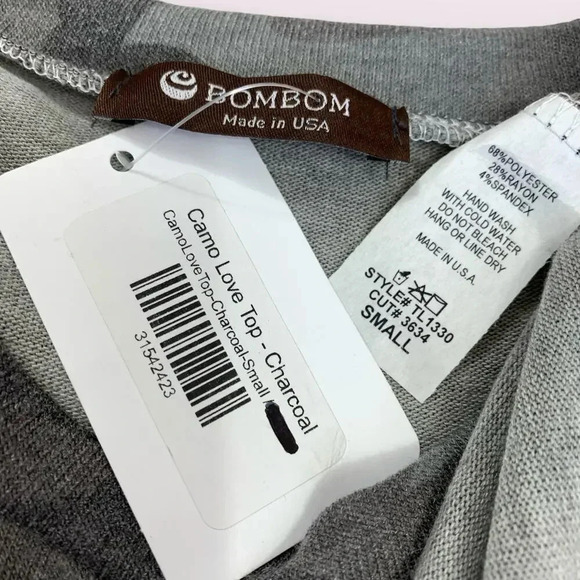 BOMBOM
Made in USA
Camo Love Top - Charcoal
CamoLoveTop-Charcoal-Small
31542423
68%POLYESTER
28%RAYON
4%SPANDEX
HAND WASH
WITH COLD WATER
DO NOT BLEACH
HANG OR LINE DRY
MADE IN U.S.A.
STYLE# TL1330
CUT# 3634
SMALL